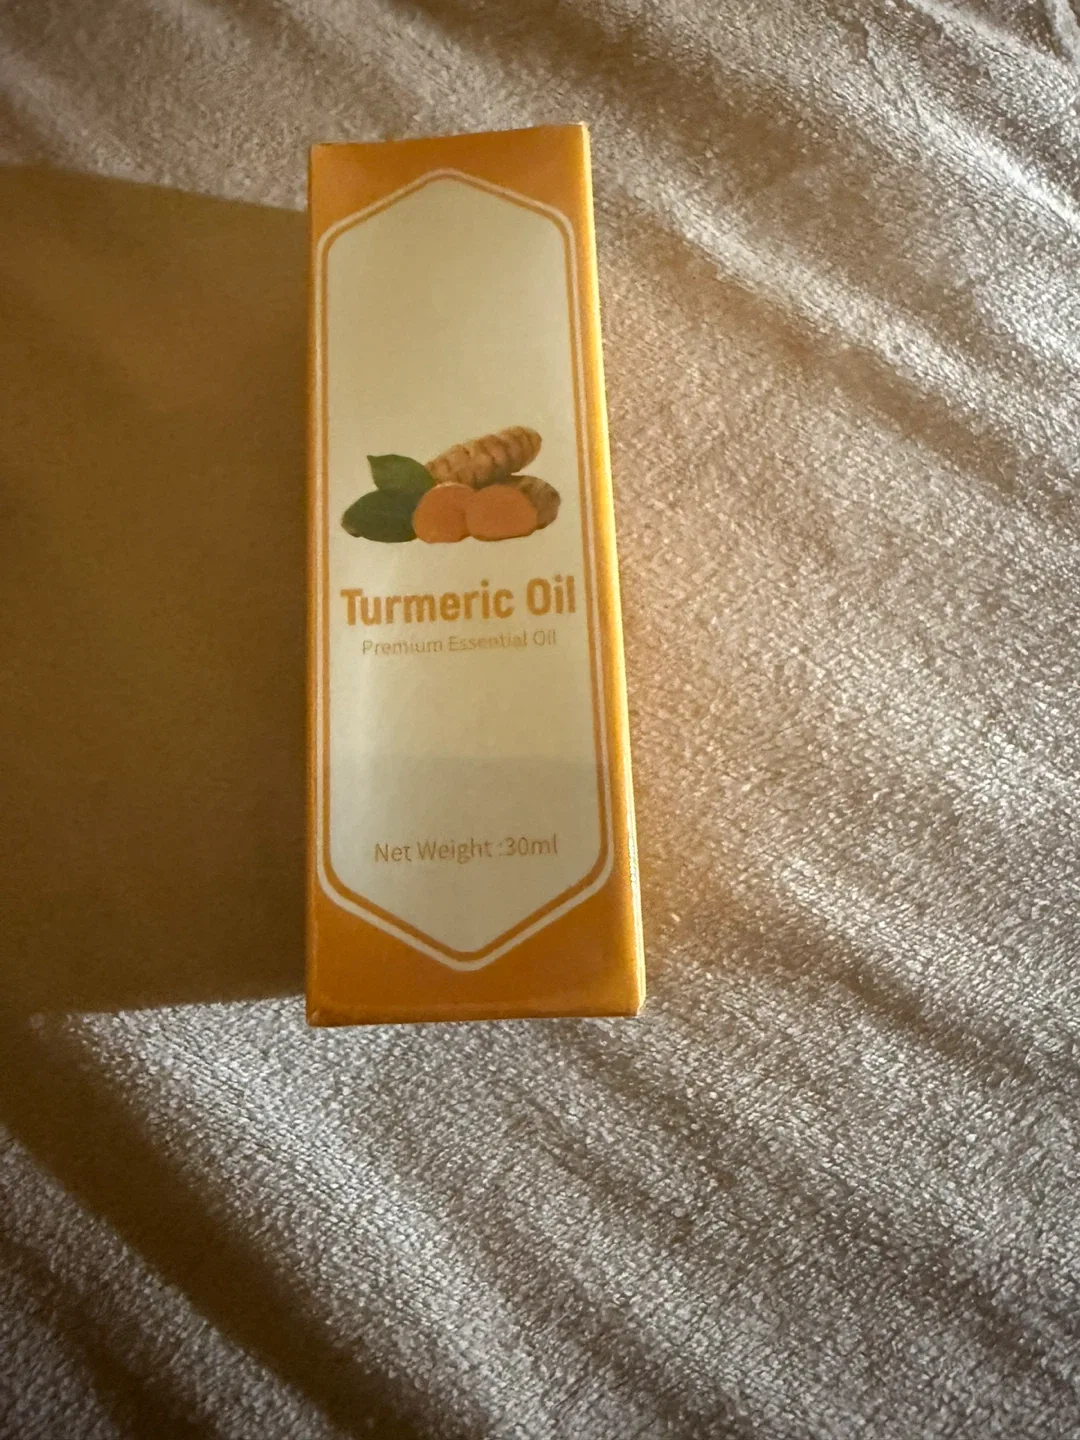 Turmeric Oil
Premium Essential Oil
Net Weight :30ml